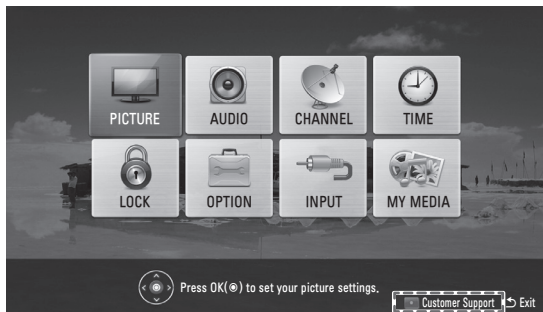 PICTURE AUDIO CHANNEL TIME
LOCK OPTION INPUT MY MEDIA
Press OK(◉) to set your picture settings.
Customer Support Exit